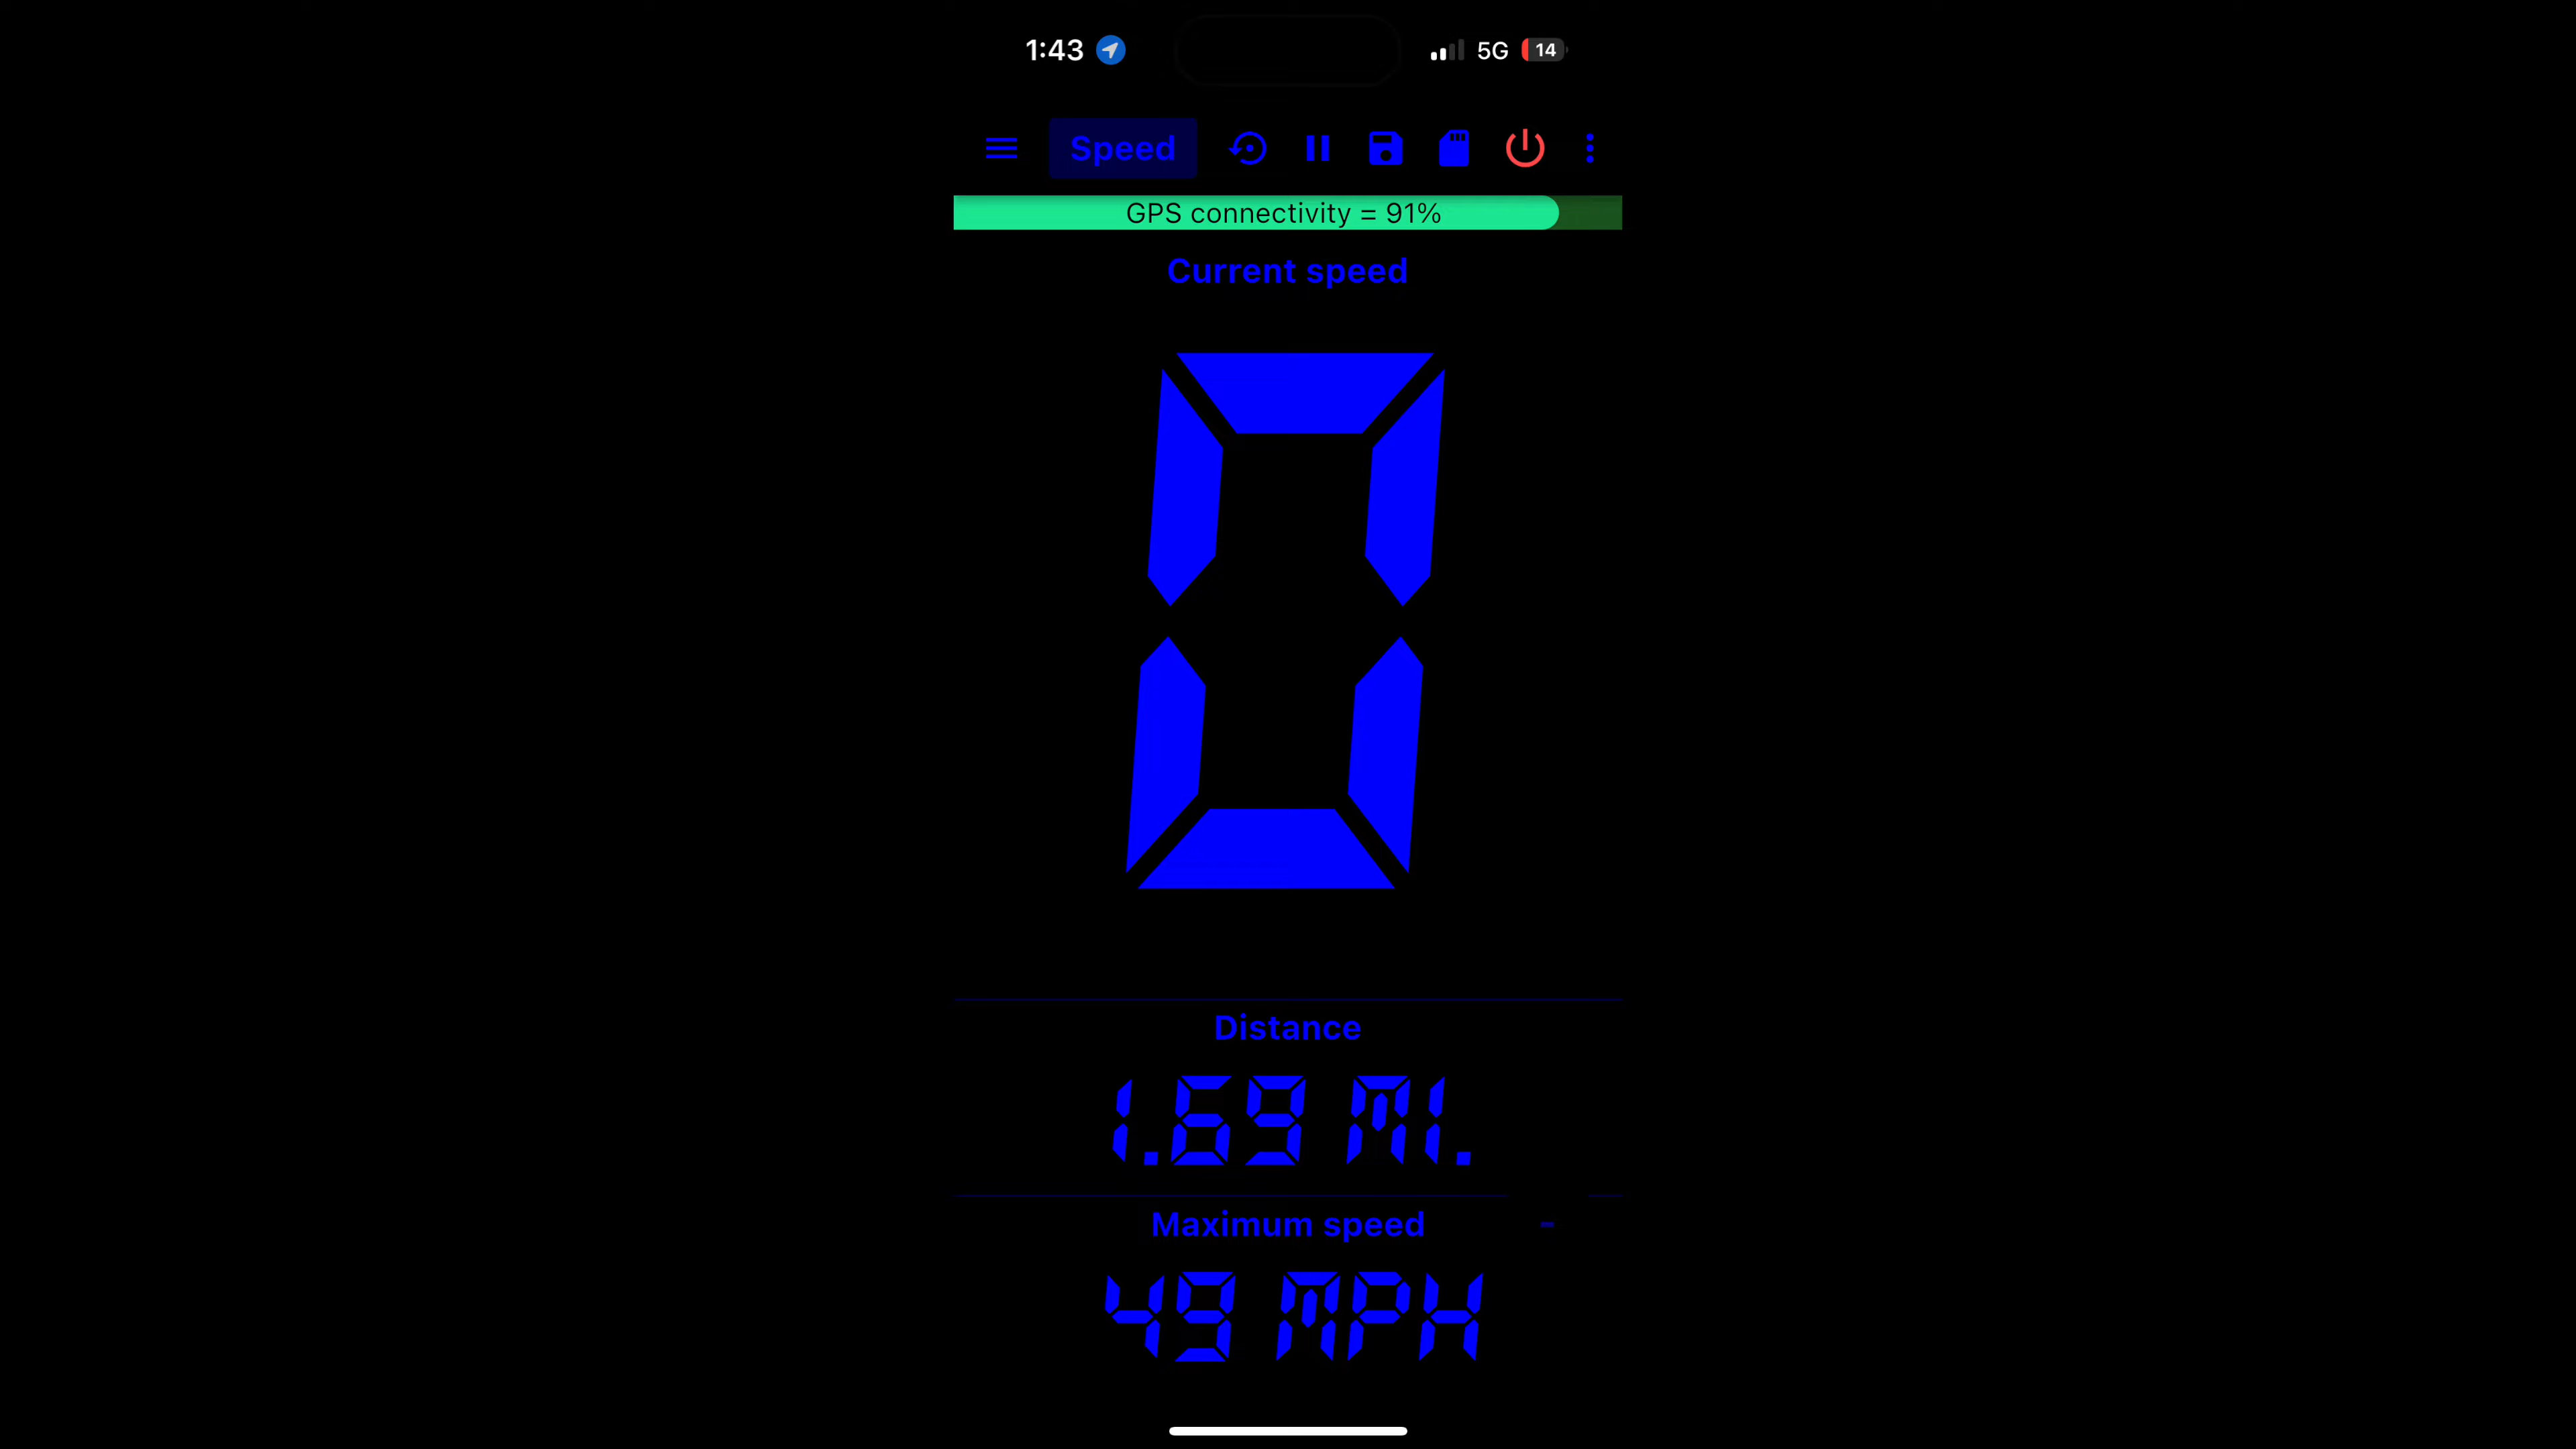 1:43 5G 14
Speed
GPS connectivity = 91%
Current speed
0
Distance
1.69 MI.
Maximum speed -
49 MPH